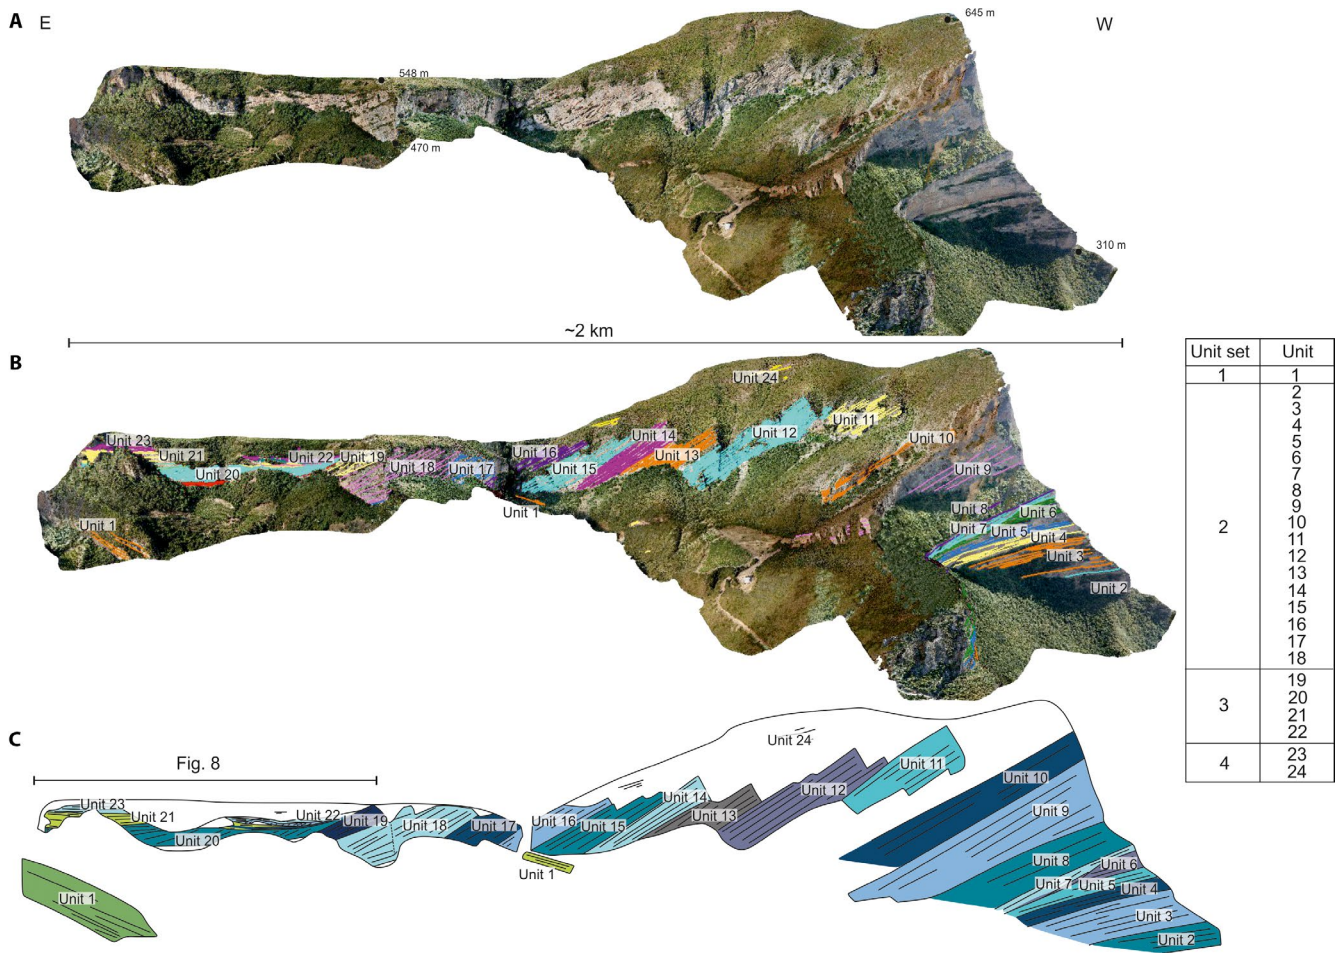 A E
W
645 m
548 m
470 m
310 m
~2 km
B
Unit 24
Unit 11
Unit 12
Unit 14
Unit 13
Unit 10
Unit 16
Unit 15
Unit 23
Unit 21
Unit 22
Unit 19
Unit 18
Unit 17
Unit 20
Unit 9
Unit 1
Unit 1
Unit 8
Unit 6
Unit 7
Unit 5
Unit 4
Unit 3
Unit 2
Unit set Unit
1 1
2
2
3
4
5
6
7
8
9
10
11
12
13
14
15
16
17
18
3
19
20
21
22
4
23
24
C
Fig. 8
Unit 24
Unit 11
Unit 10
Unit 12
Unit 14
Unit 13
Unit 9
Unit 23
Unit 21
Unit 22
Unit 19
Unit 18
Unit 17
Unit 16
Unit 15
Unit 20
Unit 8
Unit 6
Unit 7
Unit 5
Unit 4
Unit 1
Unit 1
Unit 3
Unit 2